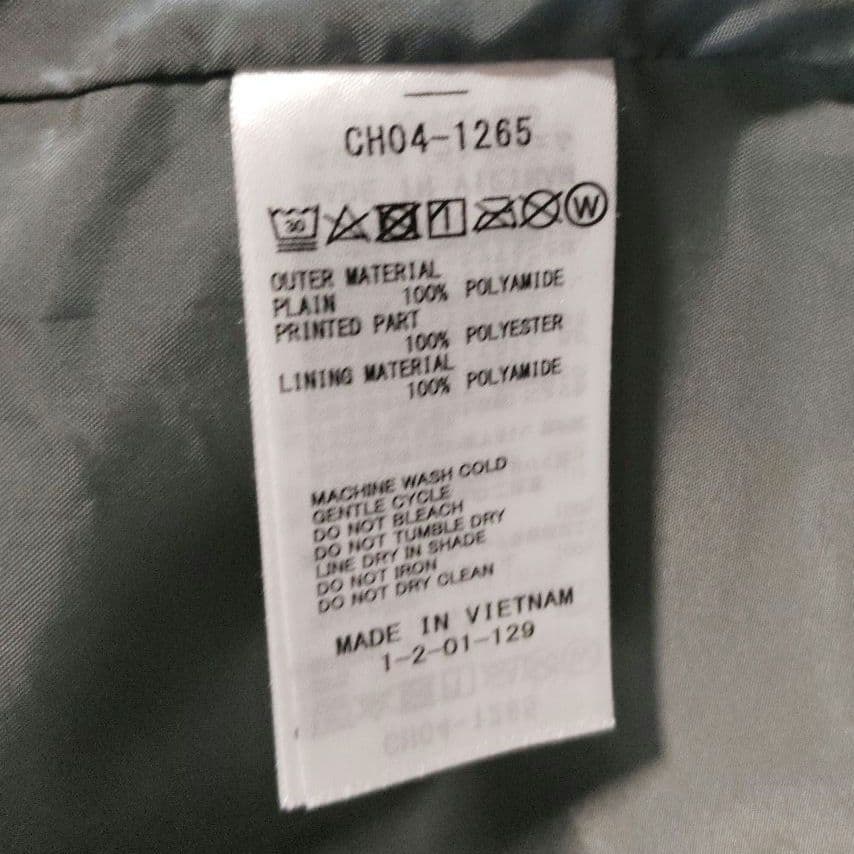 CH04-1265
30 W
OUTER MATERIAL
PLAIN 100% POLYAMIDE
PRINTED PART
100% POLYESTER
LINING MATERIAL
100% POLYAMIDE
MACHINE WASH COLD
GENTLE CYCLE
DO NOT BLEACH
DO NOT TUMBLE DRY
LINE DRY IN SHADE
DO NOT IRON
DO NOT DRY CLEAN
MADE IN VIETNAM
1-2-01-129